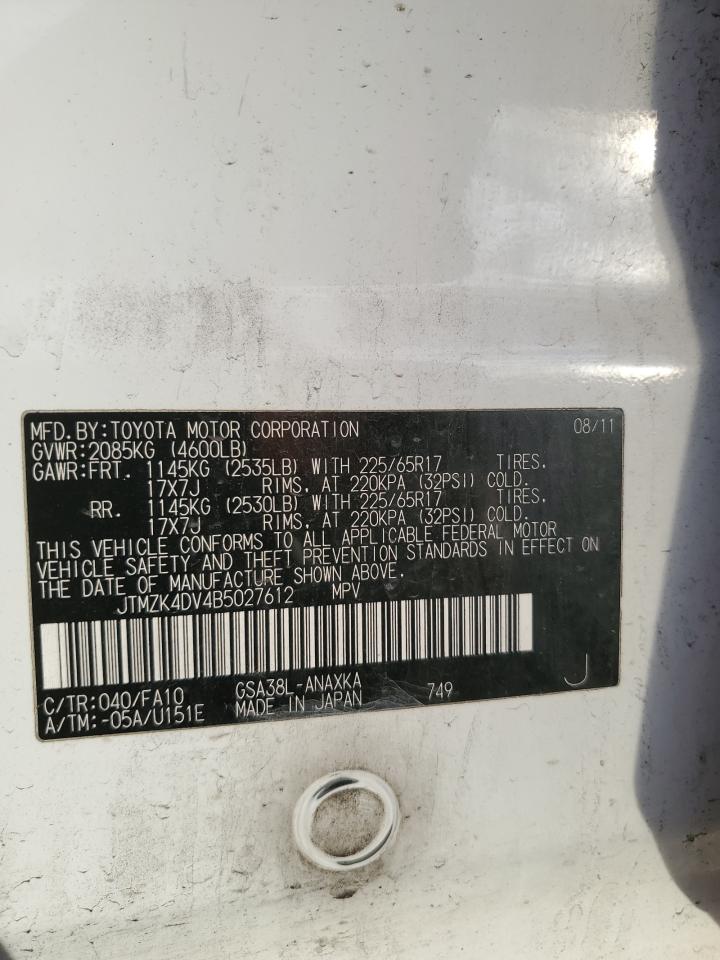 MFD.BY:TOYOTA MOTOR CORPORATION 08/11
GVWR:2085KG (4600LB)
GAWR:FRT. 1145KG (2535LB) WITH 225/65R17 TIRES.
17X7J RIMS. AT 220KPA (32PSI) COLD.
RR. 1145KG (2530LB) WITH 225/65R17 TIRES.
17X7J RIMS. AT 220KPA (32PSI) COLD.
THIS VEHICLE CONFORMS TO ALL APPLICABLE FEDERAL MOTOR
VEHICLE SAFETY AND THEFT PREVENTION STANDARDS IN EFFECT ON
THE DATE OF MANUFACTURE SHOWN ABOVE.
JTMZK4DV4B5027612 MPV
C/TR:040/FA10 GSA38L-ANAXKA
A/TM:-05A/U151E MADE IN JAPAN 749 J